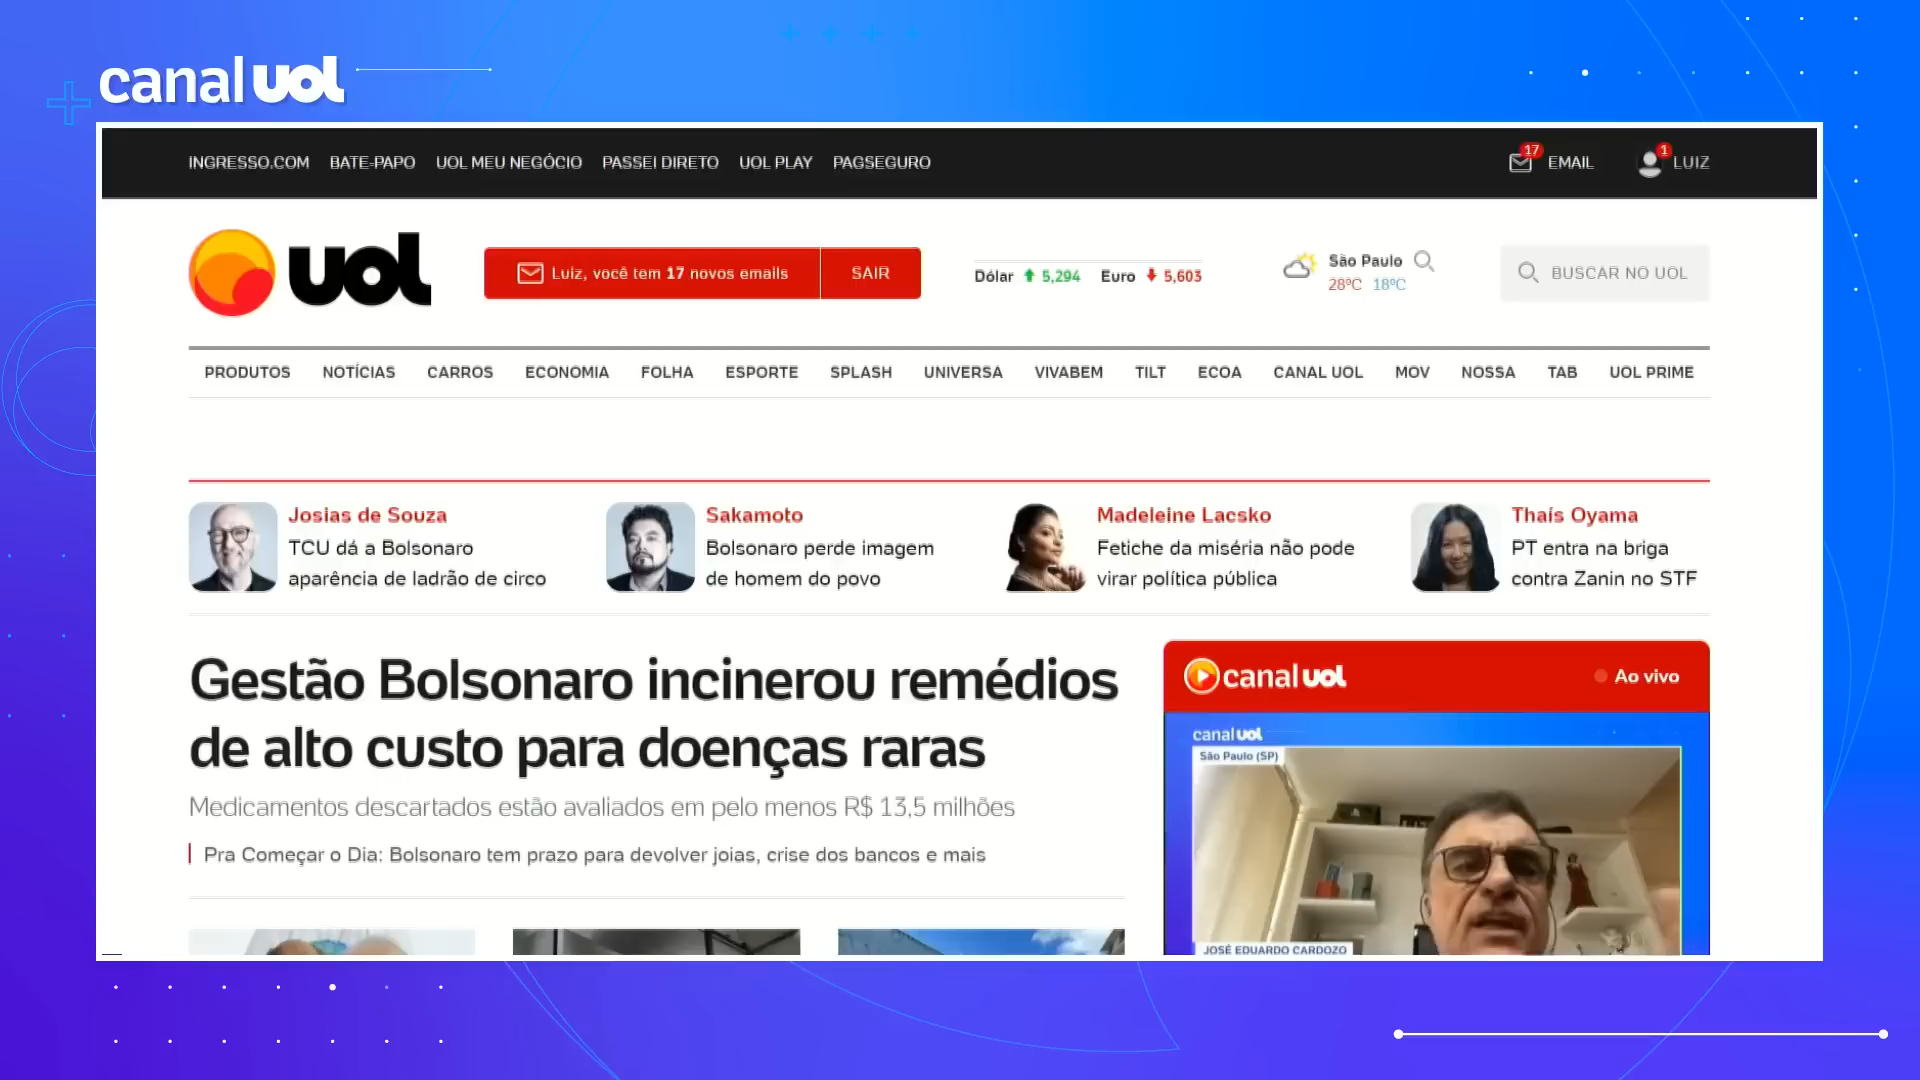 canal uol
INGRESSO.COM BATE-PAPO UOL MEU NEGÓCIO PASSEI DIRETO UOL PLAY PAGSEGURO 17 EMAIL 1 LUIZ
uol
Luiz, você tem 17 novos emails SAIR
Dólar 5,294 Euro 5,603
São Paulo
28ºC 18ºC
BUSCAR NO UOL
PRODUTOS NOTÍCIAS CARROS ECONOMIA FOLHA ESPORTE SPLASH UNIVERSA VIVABEM TILT ECOA CANAL UOL MOV NOSSA TAB UOL PRIME
Josias de Souza
TCU dá a Bolsonaro
aparência de ladrão de circo
Sakamoto
Bolsonaro perde imagem
de homem do povo
Madeleine Lacsko
Fetiche da miséria não pode
virar política pública
Thaís Oyama
PT entra na briga
contra Zanin no STF
Gestão Bolsonaro incinerou remédios
de alto custo para doenças raras
Medicamentos descartados estão avaliados em pelo menos R$ 13,5 milhões
Pra Começar o Dia: Bolsonaro tem prazo para devolver joias, crise dos bancos e mais
canal uol Ao vivo
canal uol
São Paulo (SP)
JOSÉ EDUARDO CARDOZO